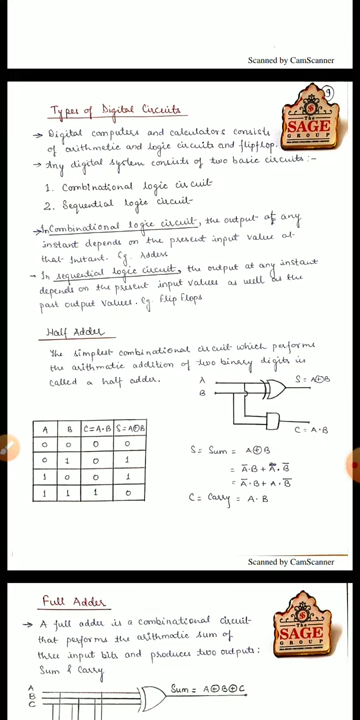 Scanned by CamScanner
9
Types of Digital Circuits
The
SAGE
GROUP
→ Digital computers and calculators consists
of arithmetic and logic circuits and flipflop.
→ Any digital system consists of two basic circuits :-
1. Combinational logic circuit
2. Sequential logic circuit
→ In Combinational logic circuit, the output at any
instant depends on the present input value at
that instant. Eg. Adders
- In sequential logic circuit, the output at any instant
depends on the present input values as well as the
past output values. Eg. Flip Flops
Half Adder
The simplest combinational circuit which performs
the arithmatic addition of two binary digits is
called a half adder.
A
B
S = A⊕B
C = A·B
A B C=A·B S=A⊕B
0 0 0 0
0 1 0 1
1 0 0 1
1 1 1 0
S = Sum = A⊕B
= A̅·B + A·B̅
= A̅·B + A·B̅
C = Carry = A·B
Scanned by CamScanner
Full Adder
The
SAGE
GROUP
→ A full adder is a combinational circuit
that performs the arithmatic sum of
three input bits and produces two outputs:
Sum & Carry
A
B
C
Sum = A⊕B⊕C